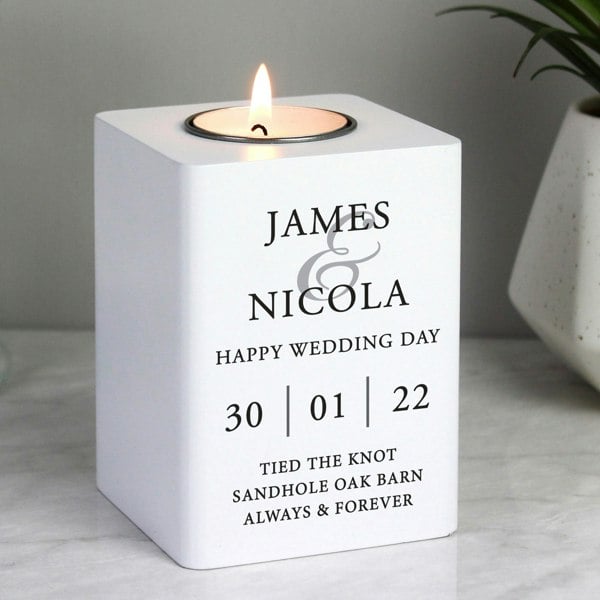 JAMES
&
NICOLA
HAPPY WEDDING DAY
30 | 01 | 22
TIED THE KNOT
SANDHOLE OAK BARN
ALWAYS & FOREVER